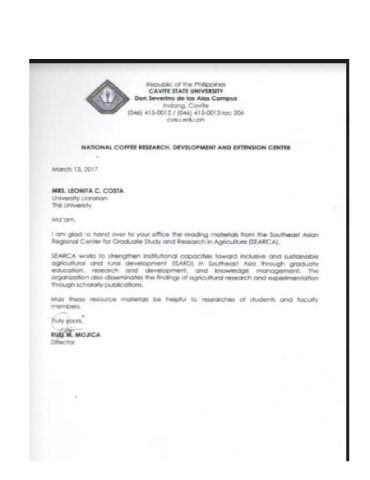 Republic of the Philippines
CAVITE STATE UNIVERSITY
Don Severino de las Alas Campus
Indang, Cavite
(046) 415-0012 / (046) 415-0013 loc 206
cvsu.edu.ph
NATIONAL COFFEE RESEARCH, DEVELOPMENT AND EXTENSION CENTER
March 13, 2017
MRS. LEONITA C. COSTA
University Librarian
This University
Ma'am:
I am glad to hand over to your office the reading materials from the Southeast Asian
Regional Center for Graduate Study and Research in Agriculture (SEARCA).
SEARCA works to strengthen institutional capacities toward inclusive and sustainable
agricultural and rural development (ISARD) in Southeast Asia through graduate
education, research and development, and knowledge management. The
organization also disseminates the findings of agricultural research and experimentation
through scholarly publications.
May these resource materials be helpful to researches of students and faculty
members.
Truly yours,
RUEL M. MOJICA
Director